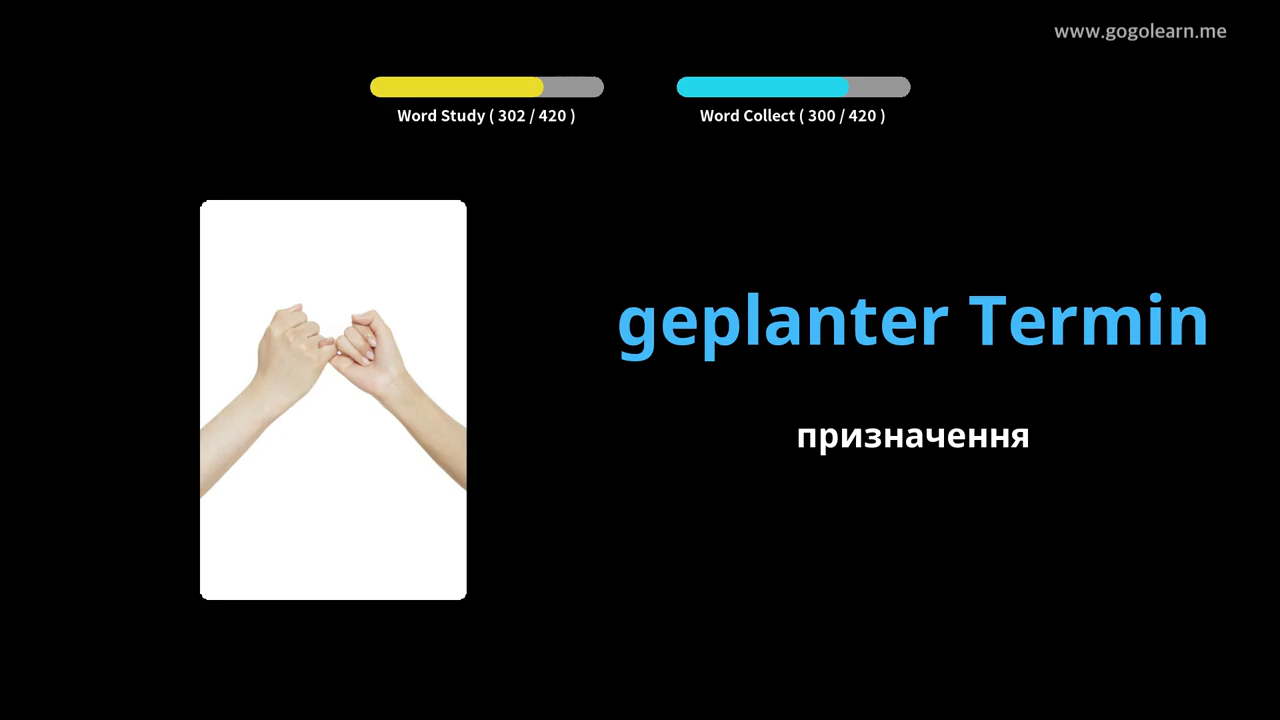 www.gogolearn.me
Word Study ( 302 / 420 )
Word Collect ( 300 / 420 )
geplanter Termin
призначення